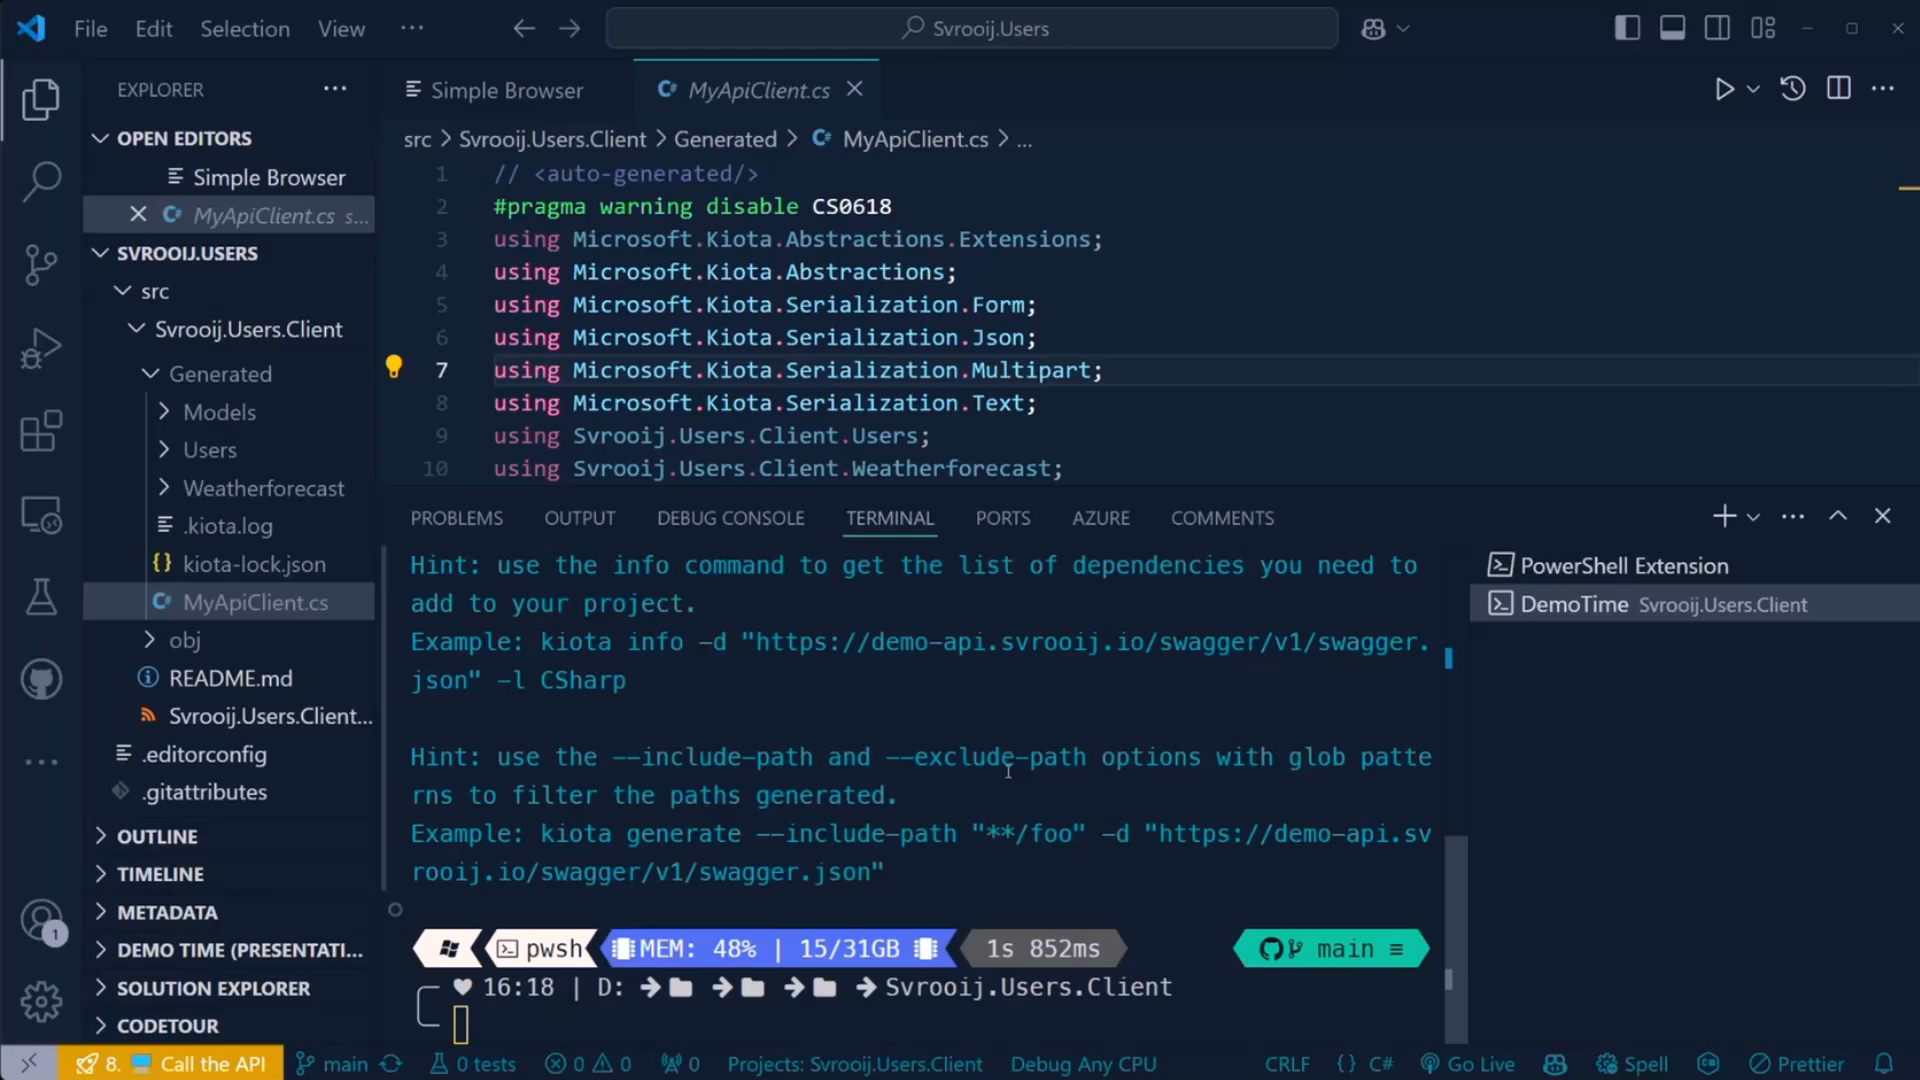 File Edit Selection View ···
Svrooij.Users
EXPLORER ···
OPEN EDITORS
Simple Browser
MyApiClient.cs s...
SVROOIJ.USERS
src
Svrooij.Users.Client
Generated
Models
Users
Weatherforecast
.kiota.log
{} kiota-lock.json
MyApiClient.cs
obj
README.md
Svrooij.Users.Client...
.editorconfig
.gitattributes
OUTLINE
TIMELINE
METADATA
DEMO TIME (PRESENTATI...
SOLUTION EXPLORER
CODETOUR
Simple Browser MyApiClient.cs
src > Svrooij.Users.Client > Generated > MyApiClient.cs > ...
1 // <auto-generated/>
2 #pragma warning disable CS0618
3 using Microsoft.Kiota.Abstractions.Extensions;
4 using Microsoft.Kiota.Abstractions;
5 using Microsoft.Kiota.Serialization.Form;
6 using Microsoft.Kiota.Serialization.Json;
7 using Microsoft.Kiota.Serialization.Multipart;
8 using Microsoft.Kiota.Serialization.Text;
9 using Svrooij.Users.Client.Users;
10 using Svrooij.Users.Client.Weatherforecast;
PROBLEMS OUTPUT DEBUG CONSOLE TERMINAL PORTS AZURE COMMENTS
Hint: use the info command to get the list of dependencies you need to
add to your project.
Example: kiota info -d "https://demo-api.svrooij.io/swagger/v1/swagger.
json" -l CSharp
Hint: use the --include-path and --exclude-path options with glob patte
rns to filter the paths generated.
Example: kiota generate --include-path "**/foo" -d "https://demo-api.sv
rooij.io/swagger/v1/swagger.json"
pwsh MEM: 48% | 15/31GB 1s 852ms main ≡
16:18 | D: Svrooij.Users.Client
PowerShell Extension
DemoTime Svrooij.Users.Client
1
8. Call the API main 0 tests 0 0 0 Projects: Svrooij.Users.Client Debug Any CPU CRLF {} C# Go Live Spell Prettier